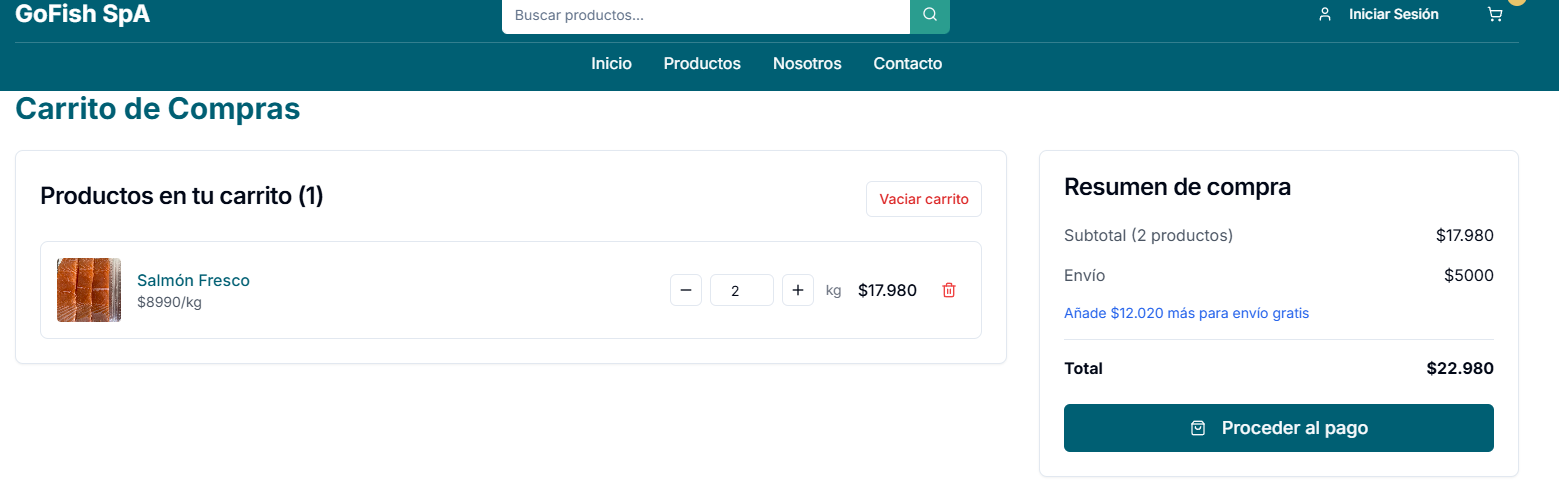 GoFish SpA
Buscar productos...
Iniciar Sesión
Inicio Productos Nosotros Contacto
Carrito de Compras
Productos en tu carrito (1)
Vaciar carrito
Salmón Fresco
$8990/kg
2
kg
$17.980
Resumen de compra
Subtotal (2 productos) $17.980
Envío $5000
Añade $12.020 más para envío gratis
Total $22.980
Proceder al pago